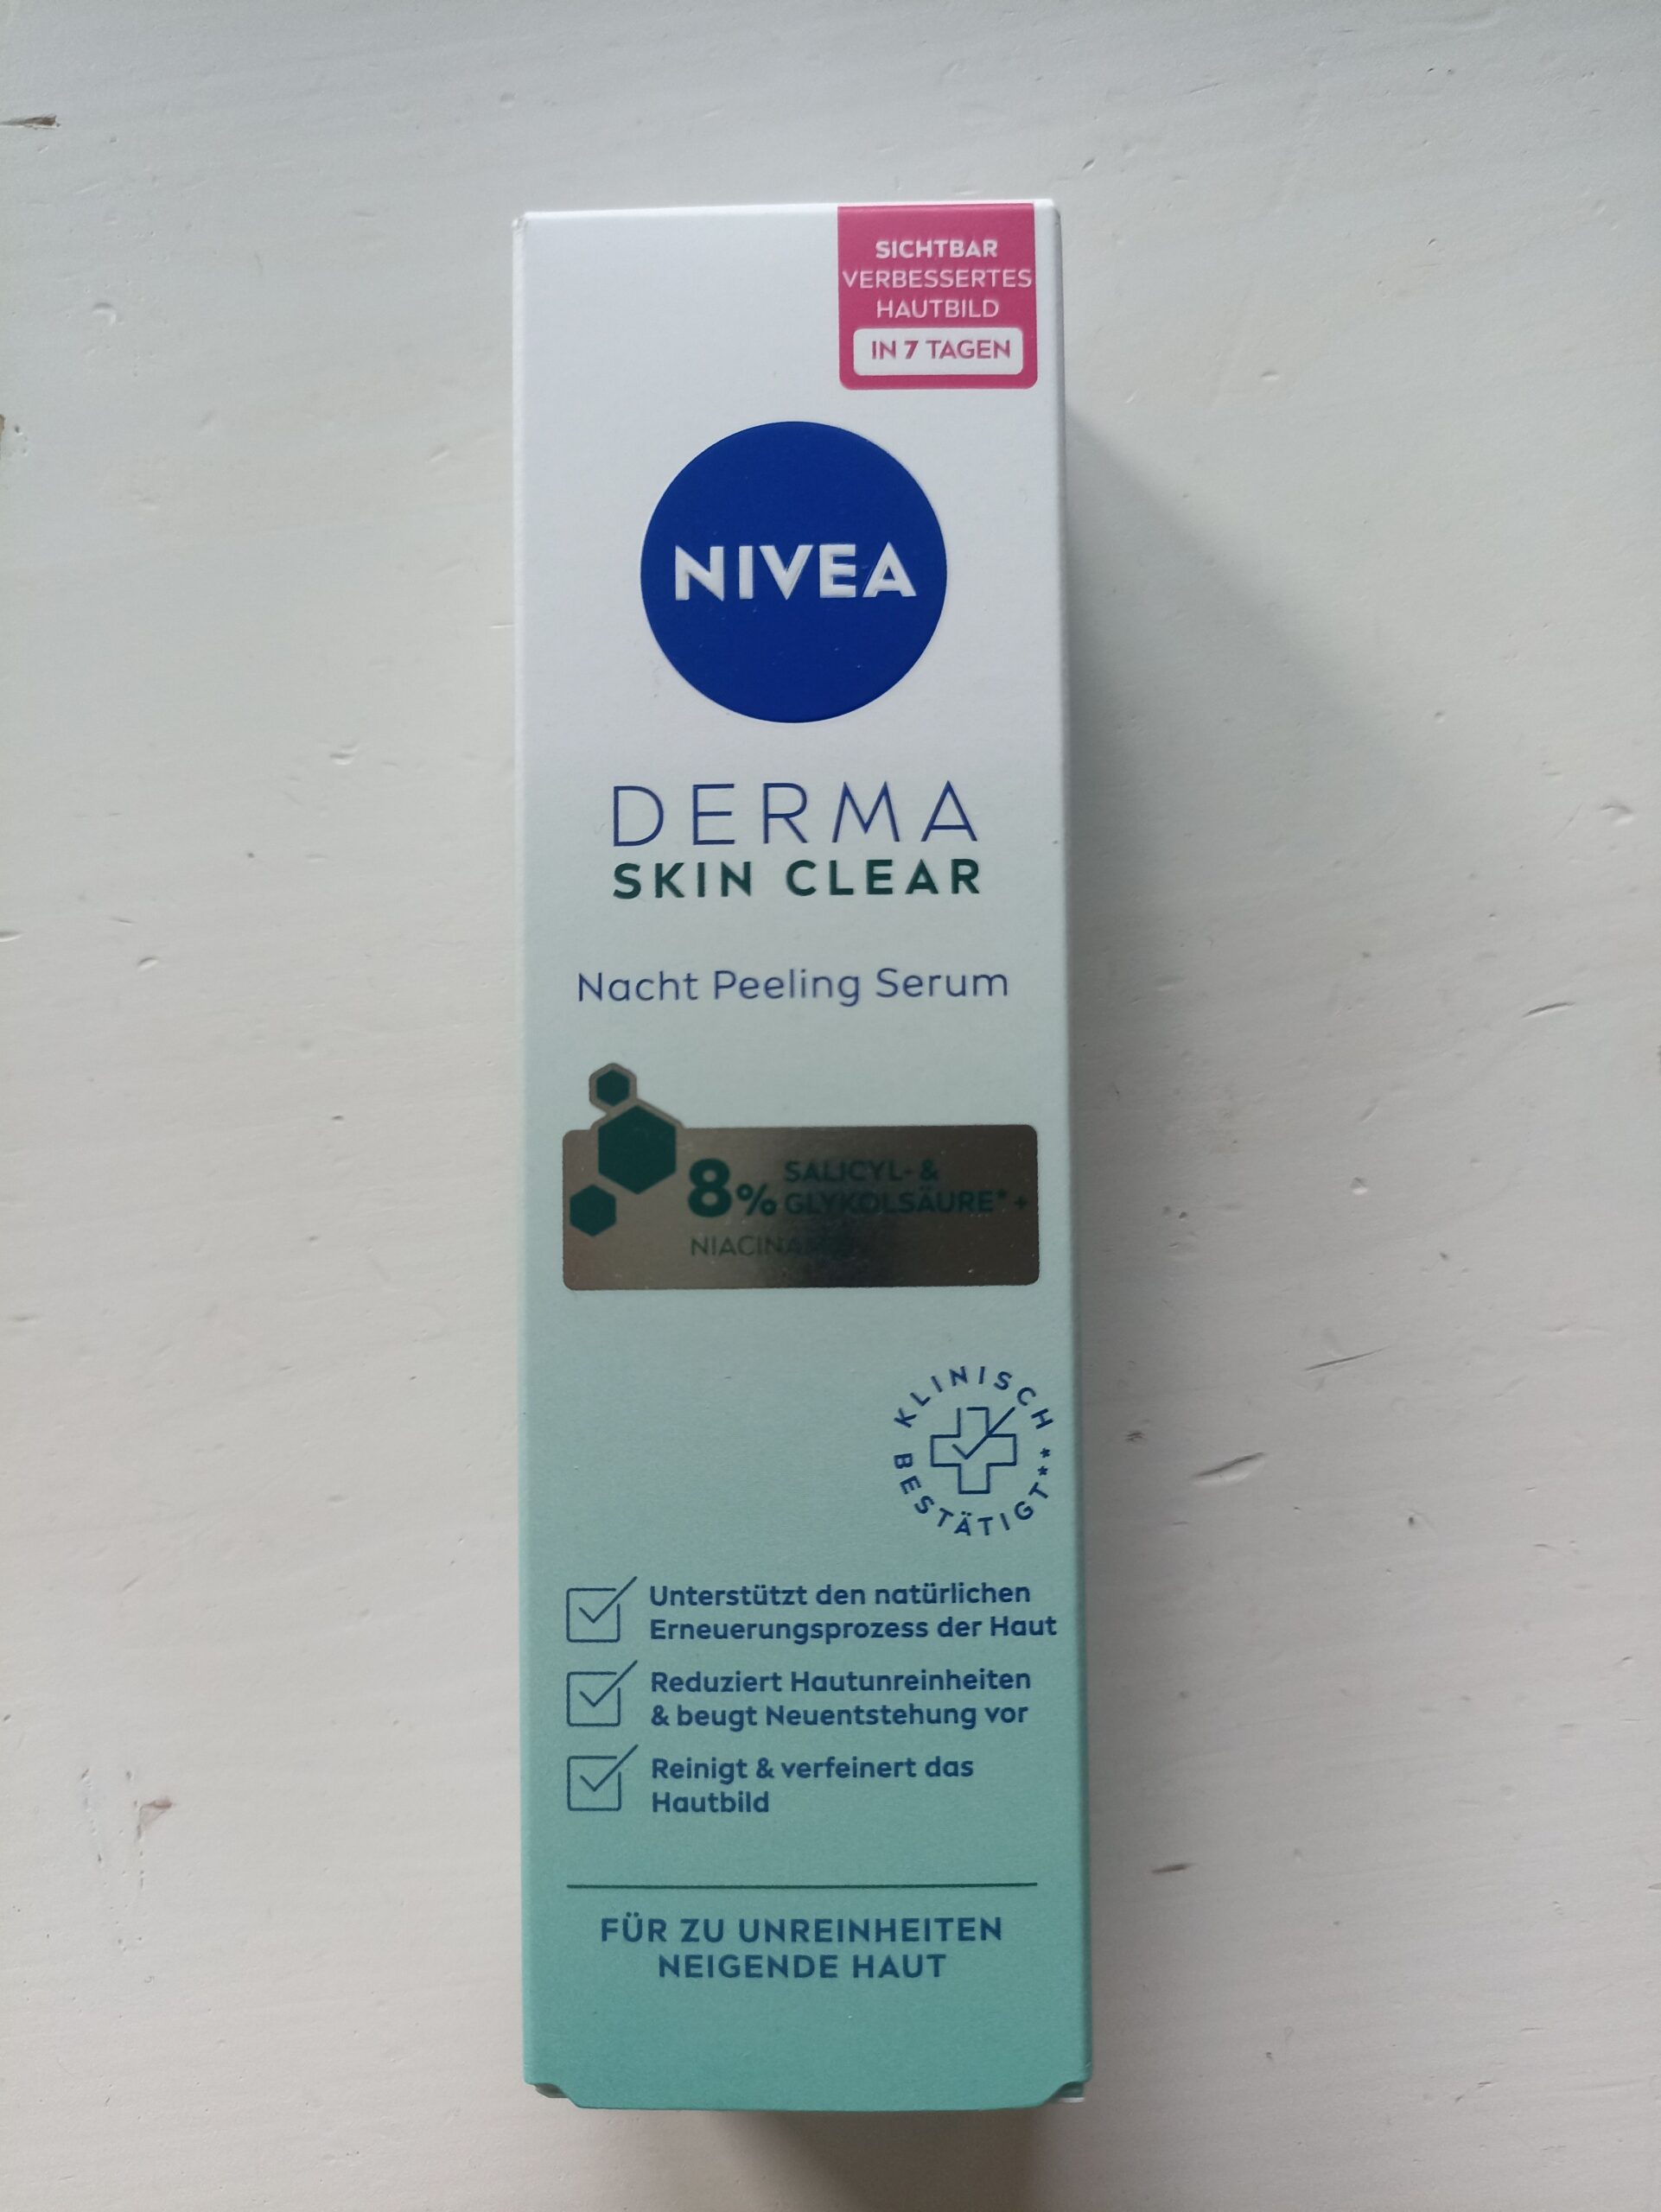 SICHTBAR
VERBESSERTES
HAUTBILD
IN 7 TAGEN
NIVEA
DERMA
SKIN CLEAR
Nacht Peeling Serum
8% SALICYL- &
GLYKOLSÄURE* +
KLINISCH
BESTÄTIGT**
Unterstützt den natürlichen
Erneuerungsprozess der Haut
Reduziert Hautunreinheiten
& beugt Neuentstehung vor
Reinigt & verfeinert das
Hautbild
FÜR ZU UNREINHEITEN
NEIGENDE HAUT